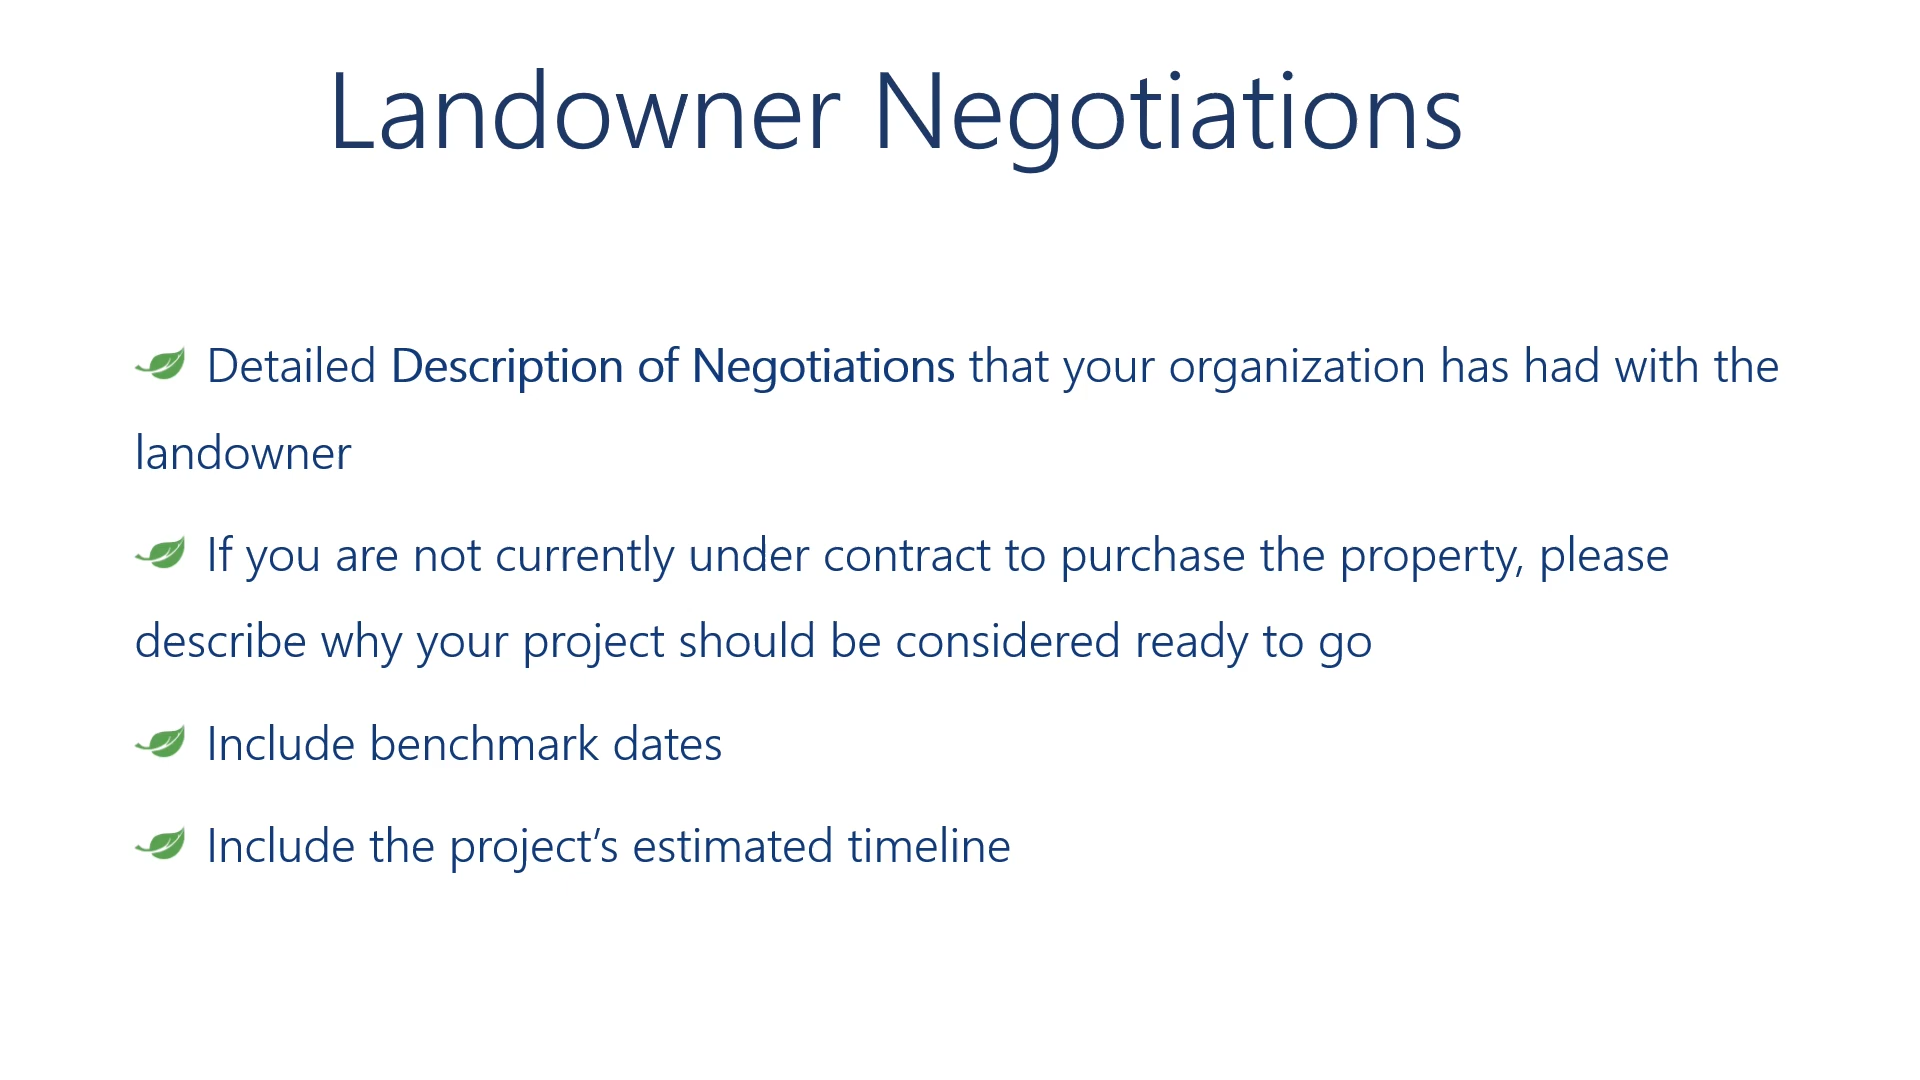 Landowner Negotiations
Detailed Description of Negotiations that your organization has had with the
landowner
If you are not currently under contract to purchase the property, please
describe why your project should be considered ready to go
Include benchmark dates
Include the project’s estimated timeline